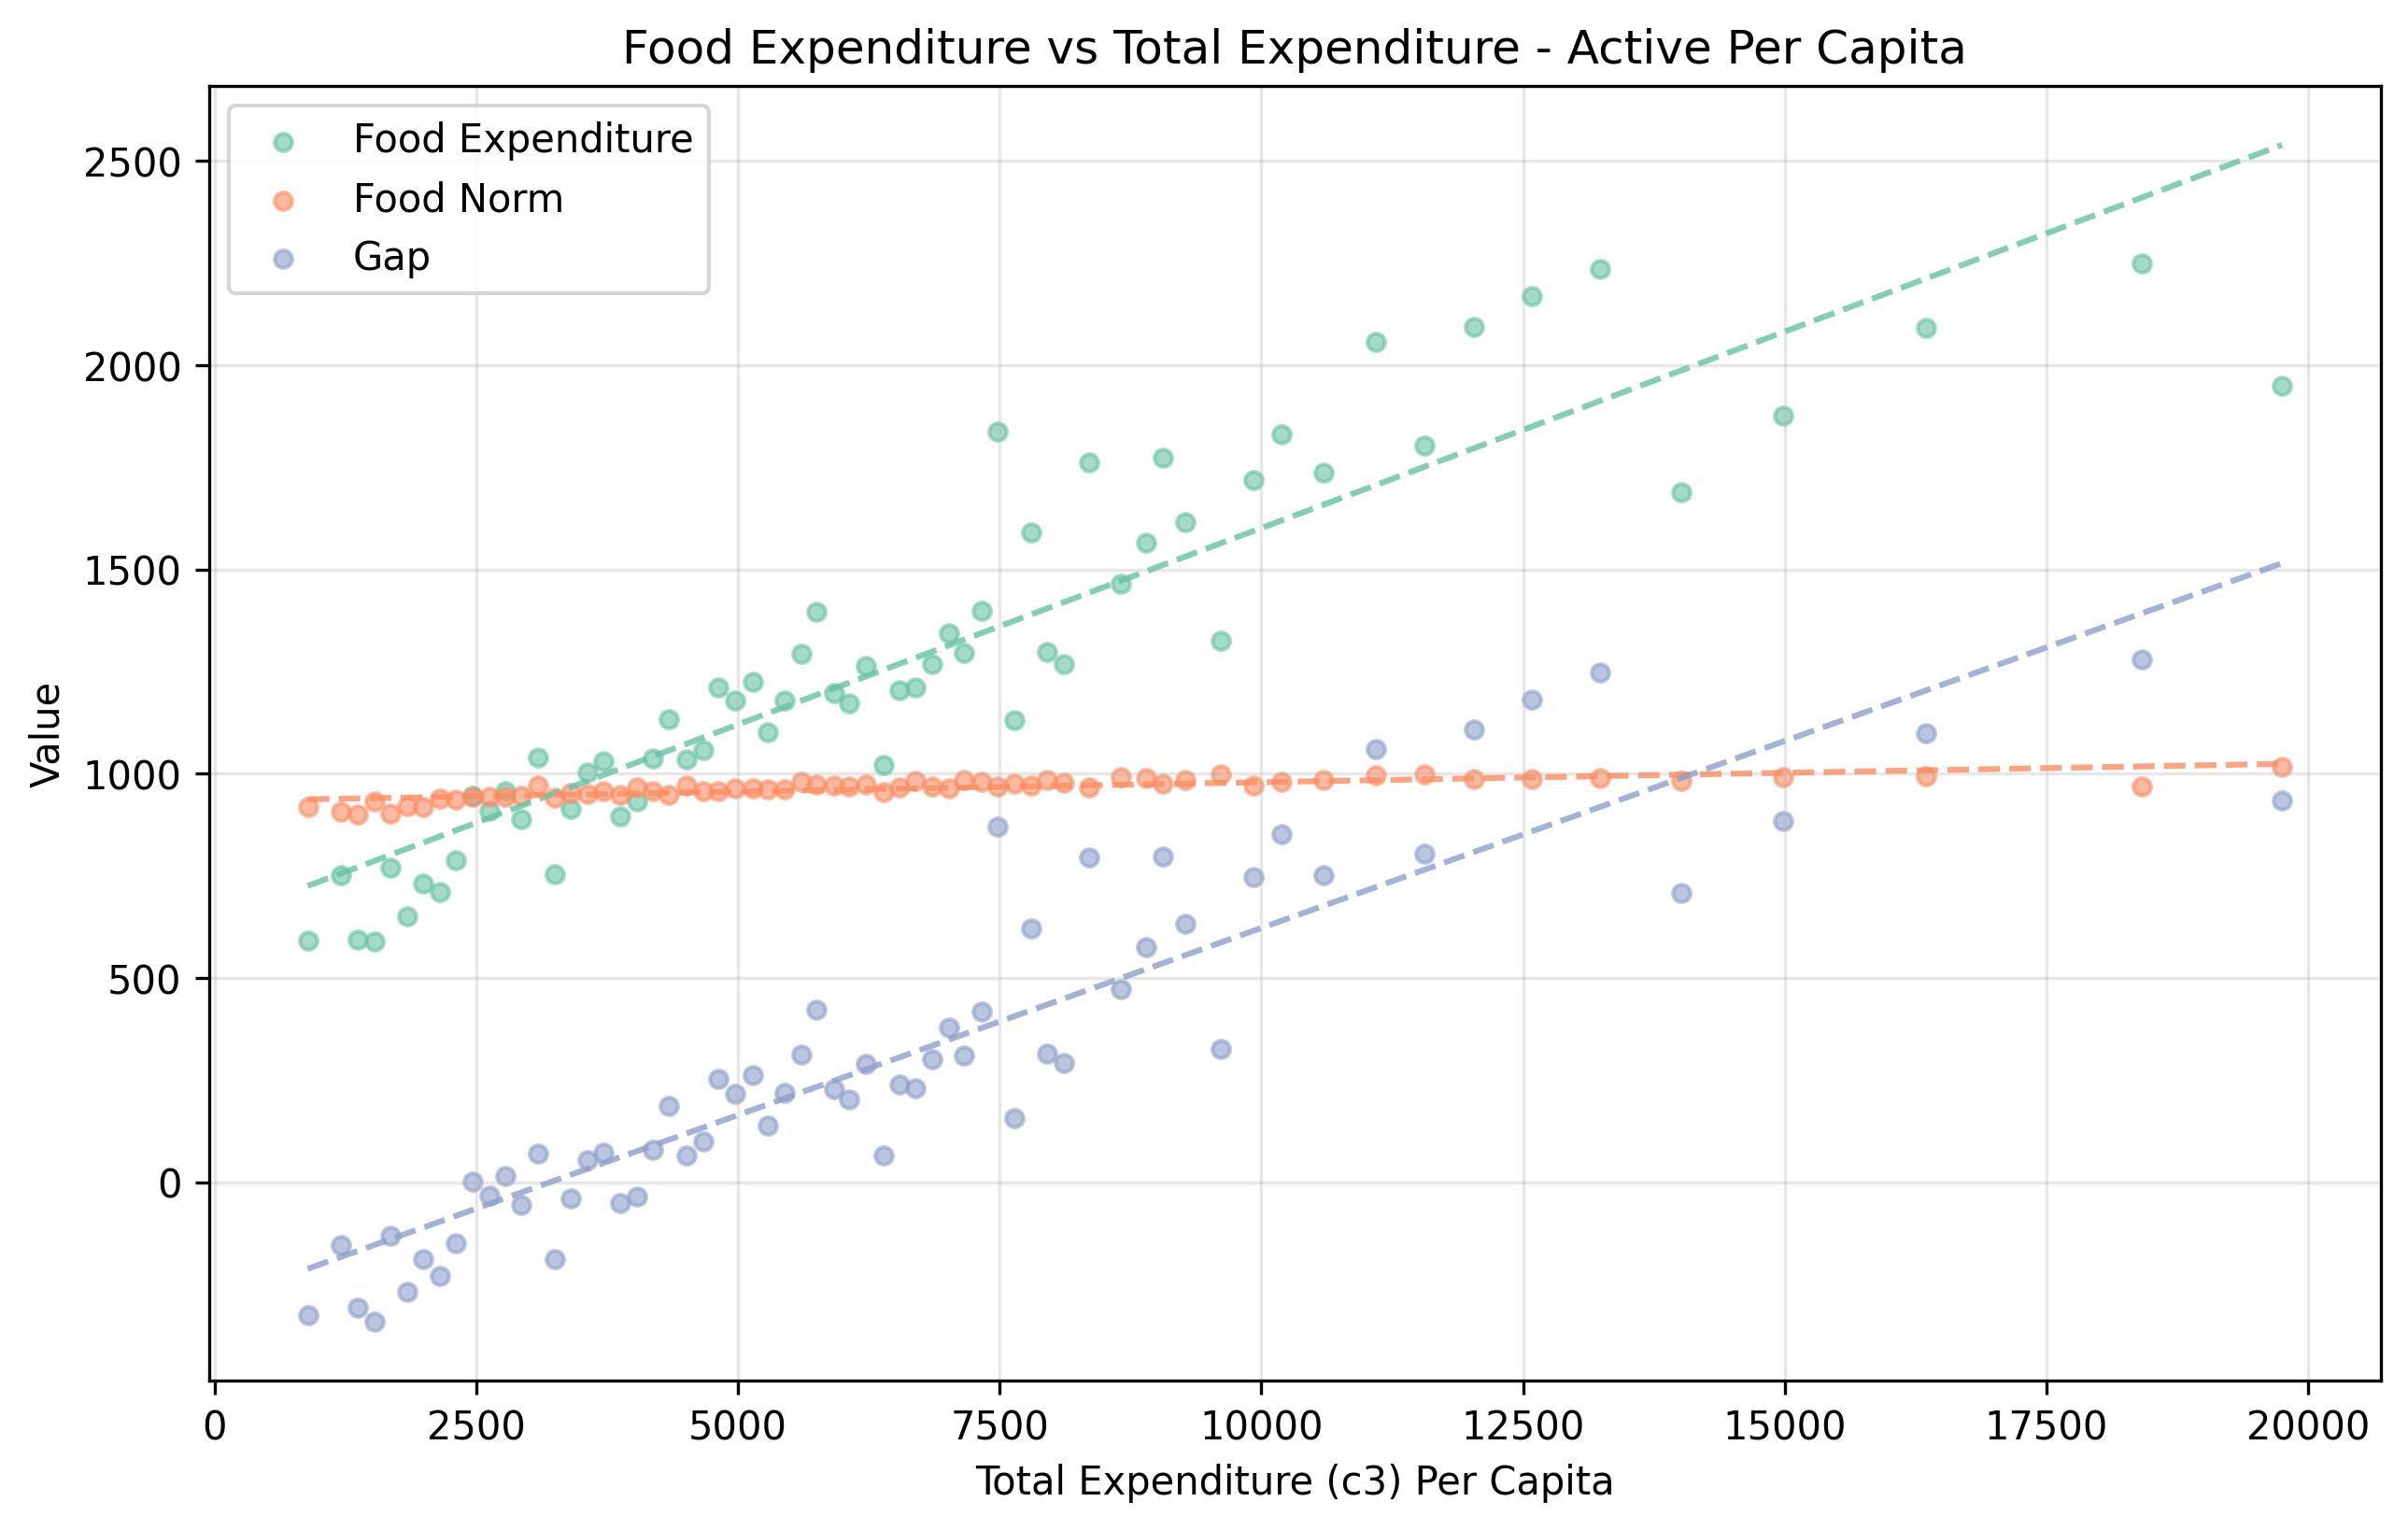 Food Expenditure vs Total Expenditure - Active Per Capita
Food Expenditure
Food Norm
Gap
2500
2000
1500
1000
500
0
Value
0 2500 5000 7500 10000 12500 15000 17500 20000
Total Expenditure (c3) Per Capita